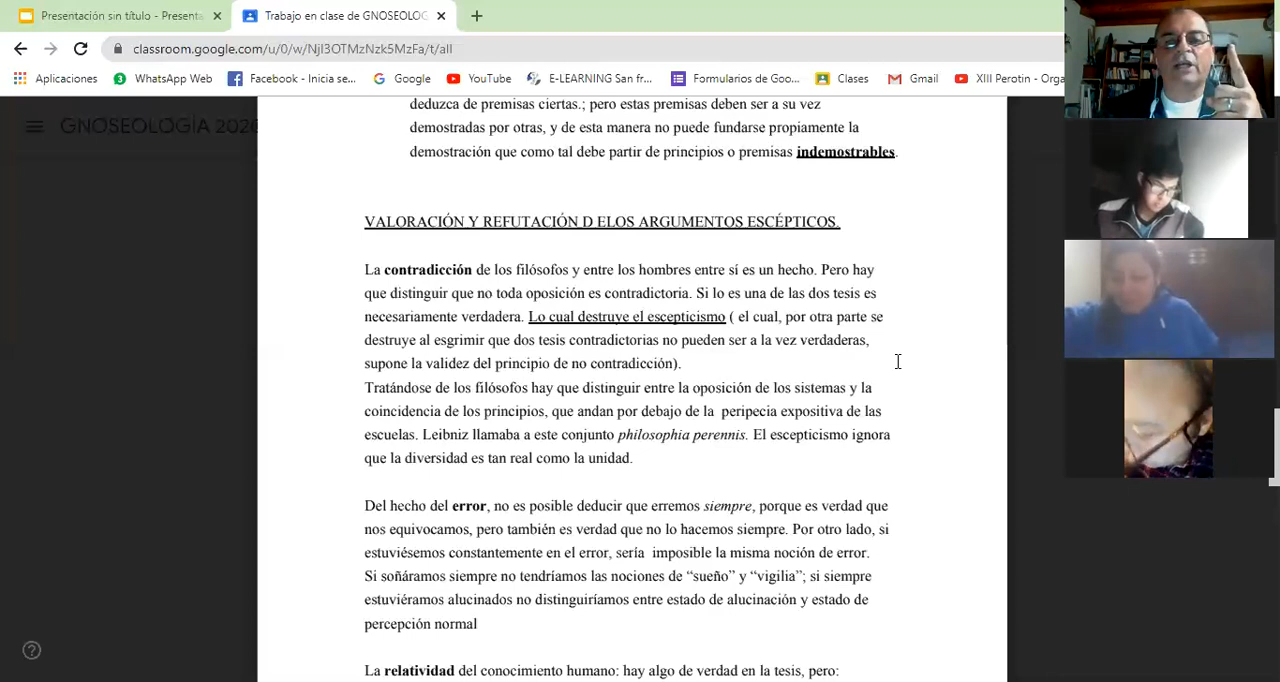 Presentación sin título - Presenta
Trabajo en clase de GNOSEOLOG
classroom.google.com/u/0/w/NjI3OTMzNzk5MzFa/t/all
Aplicaciones WhatsApp Web Facebook - Inicia se... Google YouTube E-LEARNING San fr... Formularios de Goo... Clases Gmail XIII Perotin - Orga
GNOSEOLOGÍA
deduzca de premisas ciertas.; pero estas premisas deben ser a su vez
demostradas por otras, y de esta manera no puede fundarse propiamente la
demostración que como tal debe partir de principios o premisas indemostrables.
VALORACIÓN Y REFUTACIÓN D ELOS ARGUMENTOS ESCÉPTICOS.
La contradicción de los filósofos y entre los hombres entre sí es un hecho. Pero hay
que distinguir que no toda oposición es contradictoria. Si lo es una de las dos tesis es
necesariamente verdadera. Lo cual destruye el escepticismo ( el cual, por otra parte se
destruye al esgrimir que dos tesis contradictorias no pueden ser a la vez verdaderas,
supone la validez del principio de no contradicción).
Tratándose de los filósofos hay que distinguir entre la oposición de los sistemas y la
coincidencia de los principios, que andan por debajo de la peripecia expositiva de las
escuelas. Leibniz llamaba a este conjunto philosophia perennis. El escepticismo ignora
que la diversidad es tan real como la unidad.
Del hecho del error, no es posible deducir que erremos siempre, porque es verdad que
nos equivocamos, pero también es verdad que no lo hacemos siempre. Por otro lado, si
estuviésemos constantemente en el error, sería imposible la misma noción de error.
Si soñáramos siempre no tendríamos las nociones de “sueño” y “vigilia”; si siempre
estuviéramos alucinados no distinguiríamos entre estado de alucinación y estado de
percepción normal
La relatividad del conocimiento humano: hay algo de verdad en la tesis, pero: